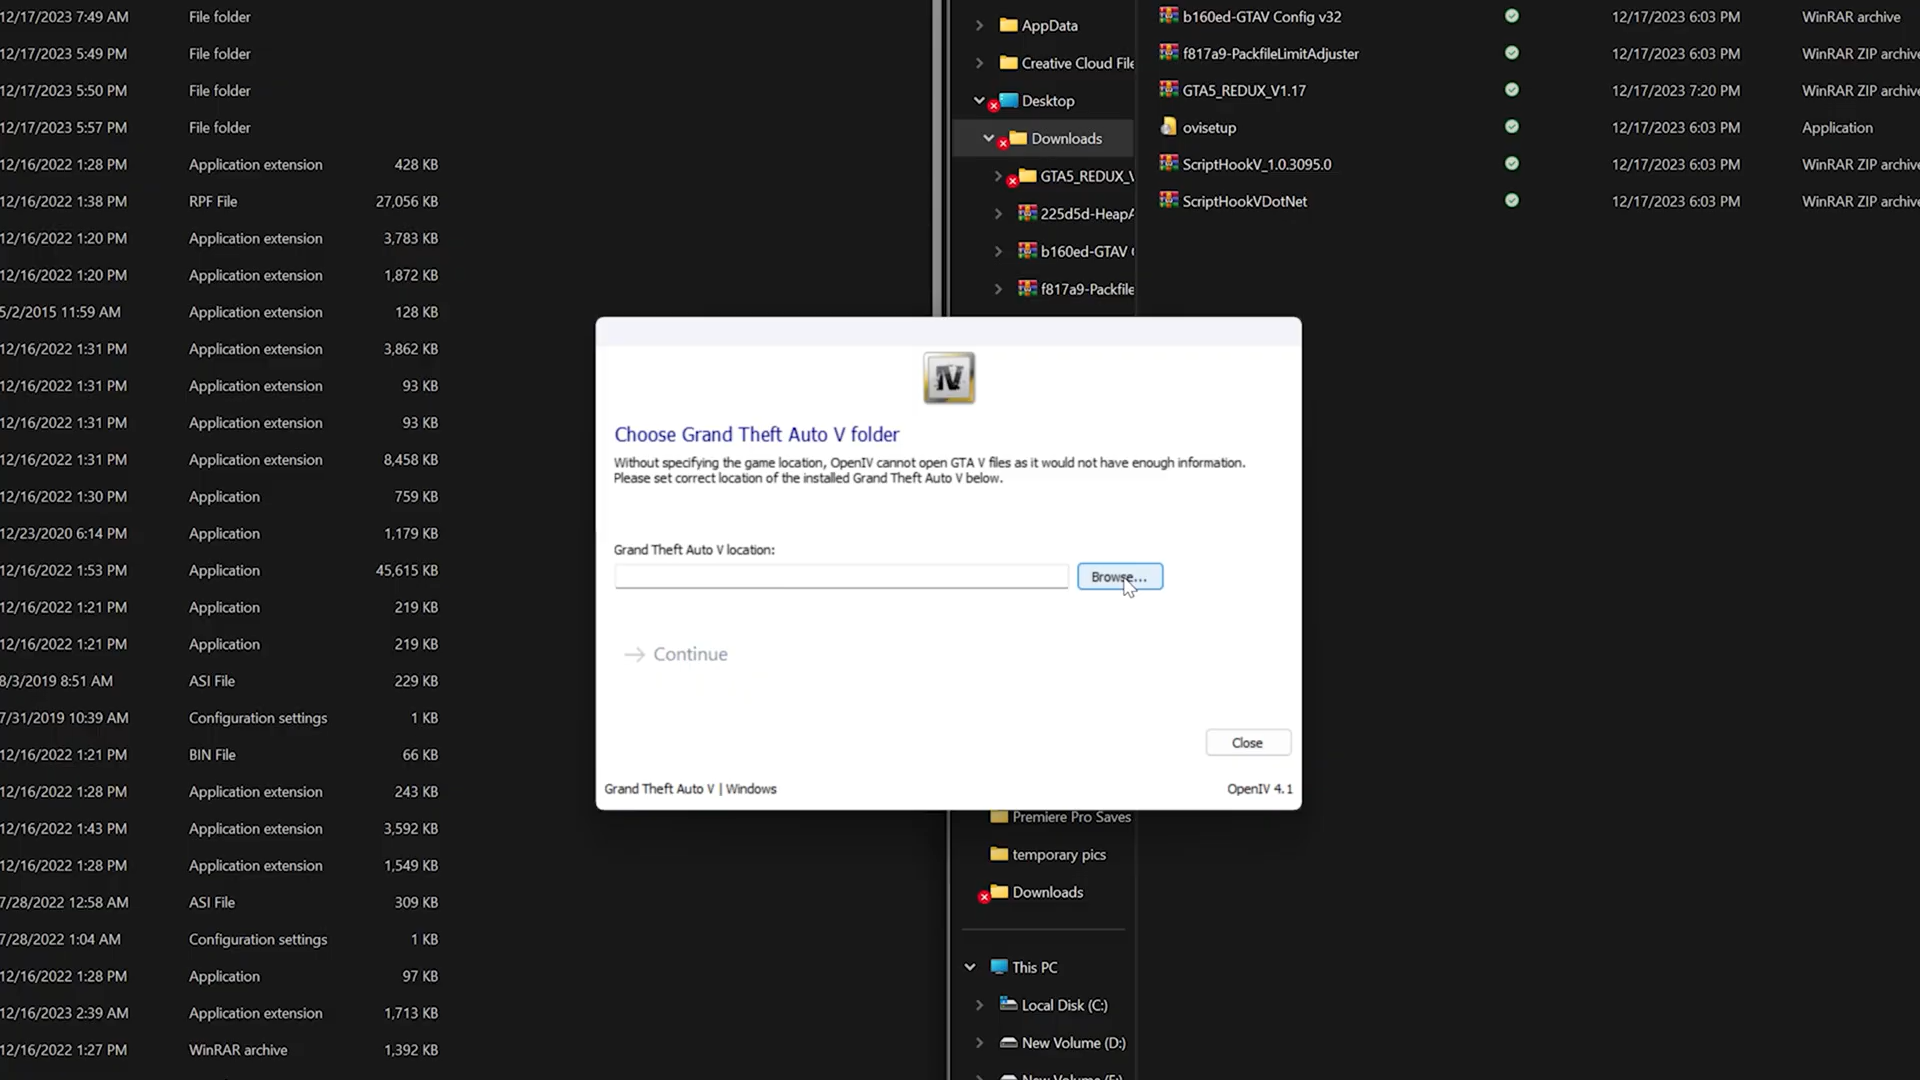 12/17/2023 7:49 AM File folder
12/17/2023 5:49 PM File folder
12/17/2023 5:50 PM File folder
12/17/2023 5:57 PM File folder
12/16/2022 1:28 PM Application extension 428 KB
12/16/2022 1:38 PM RPF File 27,056 KB
12/16/2022 1:20 PM Application extension 3,783 KB
12/16/2022 1:20 PM Application extension 1,872 KB
5/2/2015 11:59 AM Application extension 128 KB
12/16/2022 1:31 PM Application extension 3,862 KB
12/16/2022 1:31 PM Application extension 93 KB
12/16/2022 1:31 PM Application extension 93 KB
12/16/2022 1:31 PM Application extension 8,458 KB
12/16/2022 1:30 PM Application 759 KB
12/23/2020 6:14 PM Application 1,179 KB
12/16/2022 1:53 PM Application 45,615 KB
12/16/2022 1:21 PM Application 219 KB
12/16/2022 1:21 PM Application 219 KB
8/3/2019 8:51 AM ASI File 229 KB
7/31/2019 10:39 AM Configuration settings 1 KB
12/16/2022 1:21 PM BIN File 66 KB
12/16/2022 1:28 PM Application 243 KB
12/16/2022 1:43 PM Application extension 3,592 KB
12/16/2022 1:28 PM Application extension 1,549 KB
7/28/2022 12:58 AM ASI File 309 KB
7/28/2022 1:04 AM Configuration settings 1 KB
12/16/2022 1:28 PM Application 97 KB
12/16/2023 2:39 AM Application extension 1,713 KB
12/16/2022 1:27 PM WinRAR archive 1,392 KB
AppData
Creative Cloud File
Desktop
Downloads
GTA5_REDUX_V
225d5d-HeapA
b160ed-GTAV
f817a9-Packfile
b160ed-GTAV Config v32 12/17/2023 6:03 PM WinRAR archive
f817a9-PackfileLimitAdjuster 12/17/2023 6:03 PM WinRAR ZIP archive
GTA5_REDUX_V1.17 12/17/2023 7:20 PM WinRAR ZIP archive
ovisetup 12/17/2023 6:03 PM Application
ScriptHookV_1.0.3095.0 12/17/2023 6:03 PM WinRAR ZIP archive
ScriptHookVDotNet 12/17/2023 6:03 PM WinRAR ZIP archive
IV
Choose Grand Theft Auto V folder
Without specifying the game location, OpenIV cannot open GTA V files as it would not have enough information.
Please set correct location of the installed Grand Theft Auto V below.
Grand Theft Auto V location:
Browse...
Continue
Close
Grand Theft Auto V | Windows OpenIV 4.1
Premiere Pro Saves
temporary pics
Downloads
This PC
Local Disk (C:)
New Volume (D:)